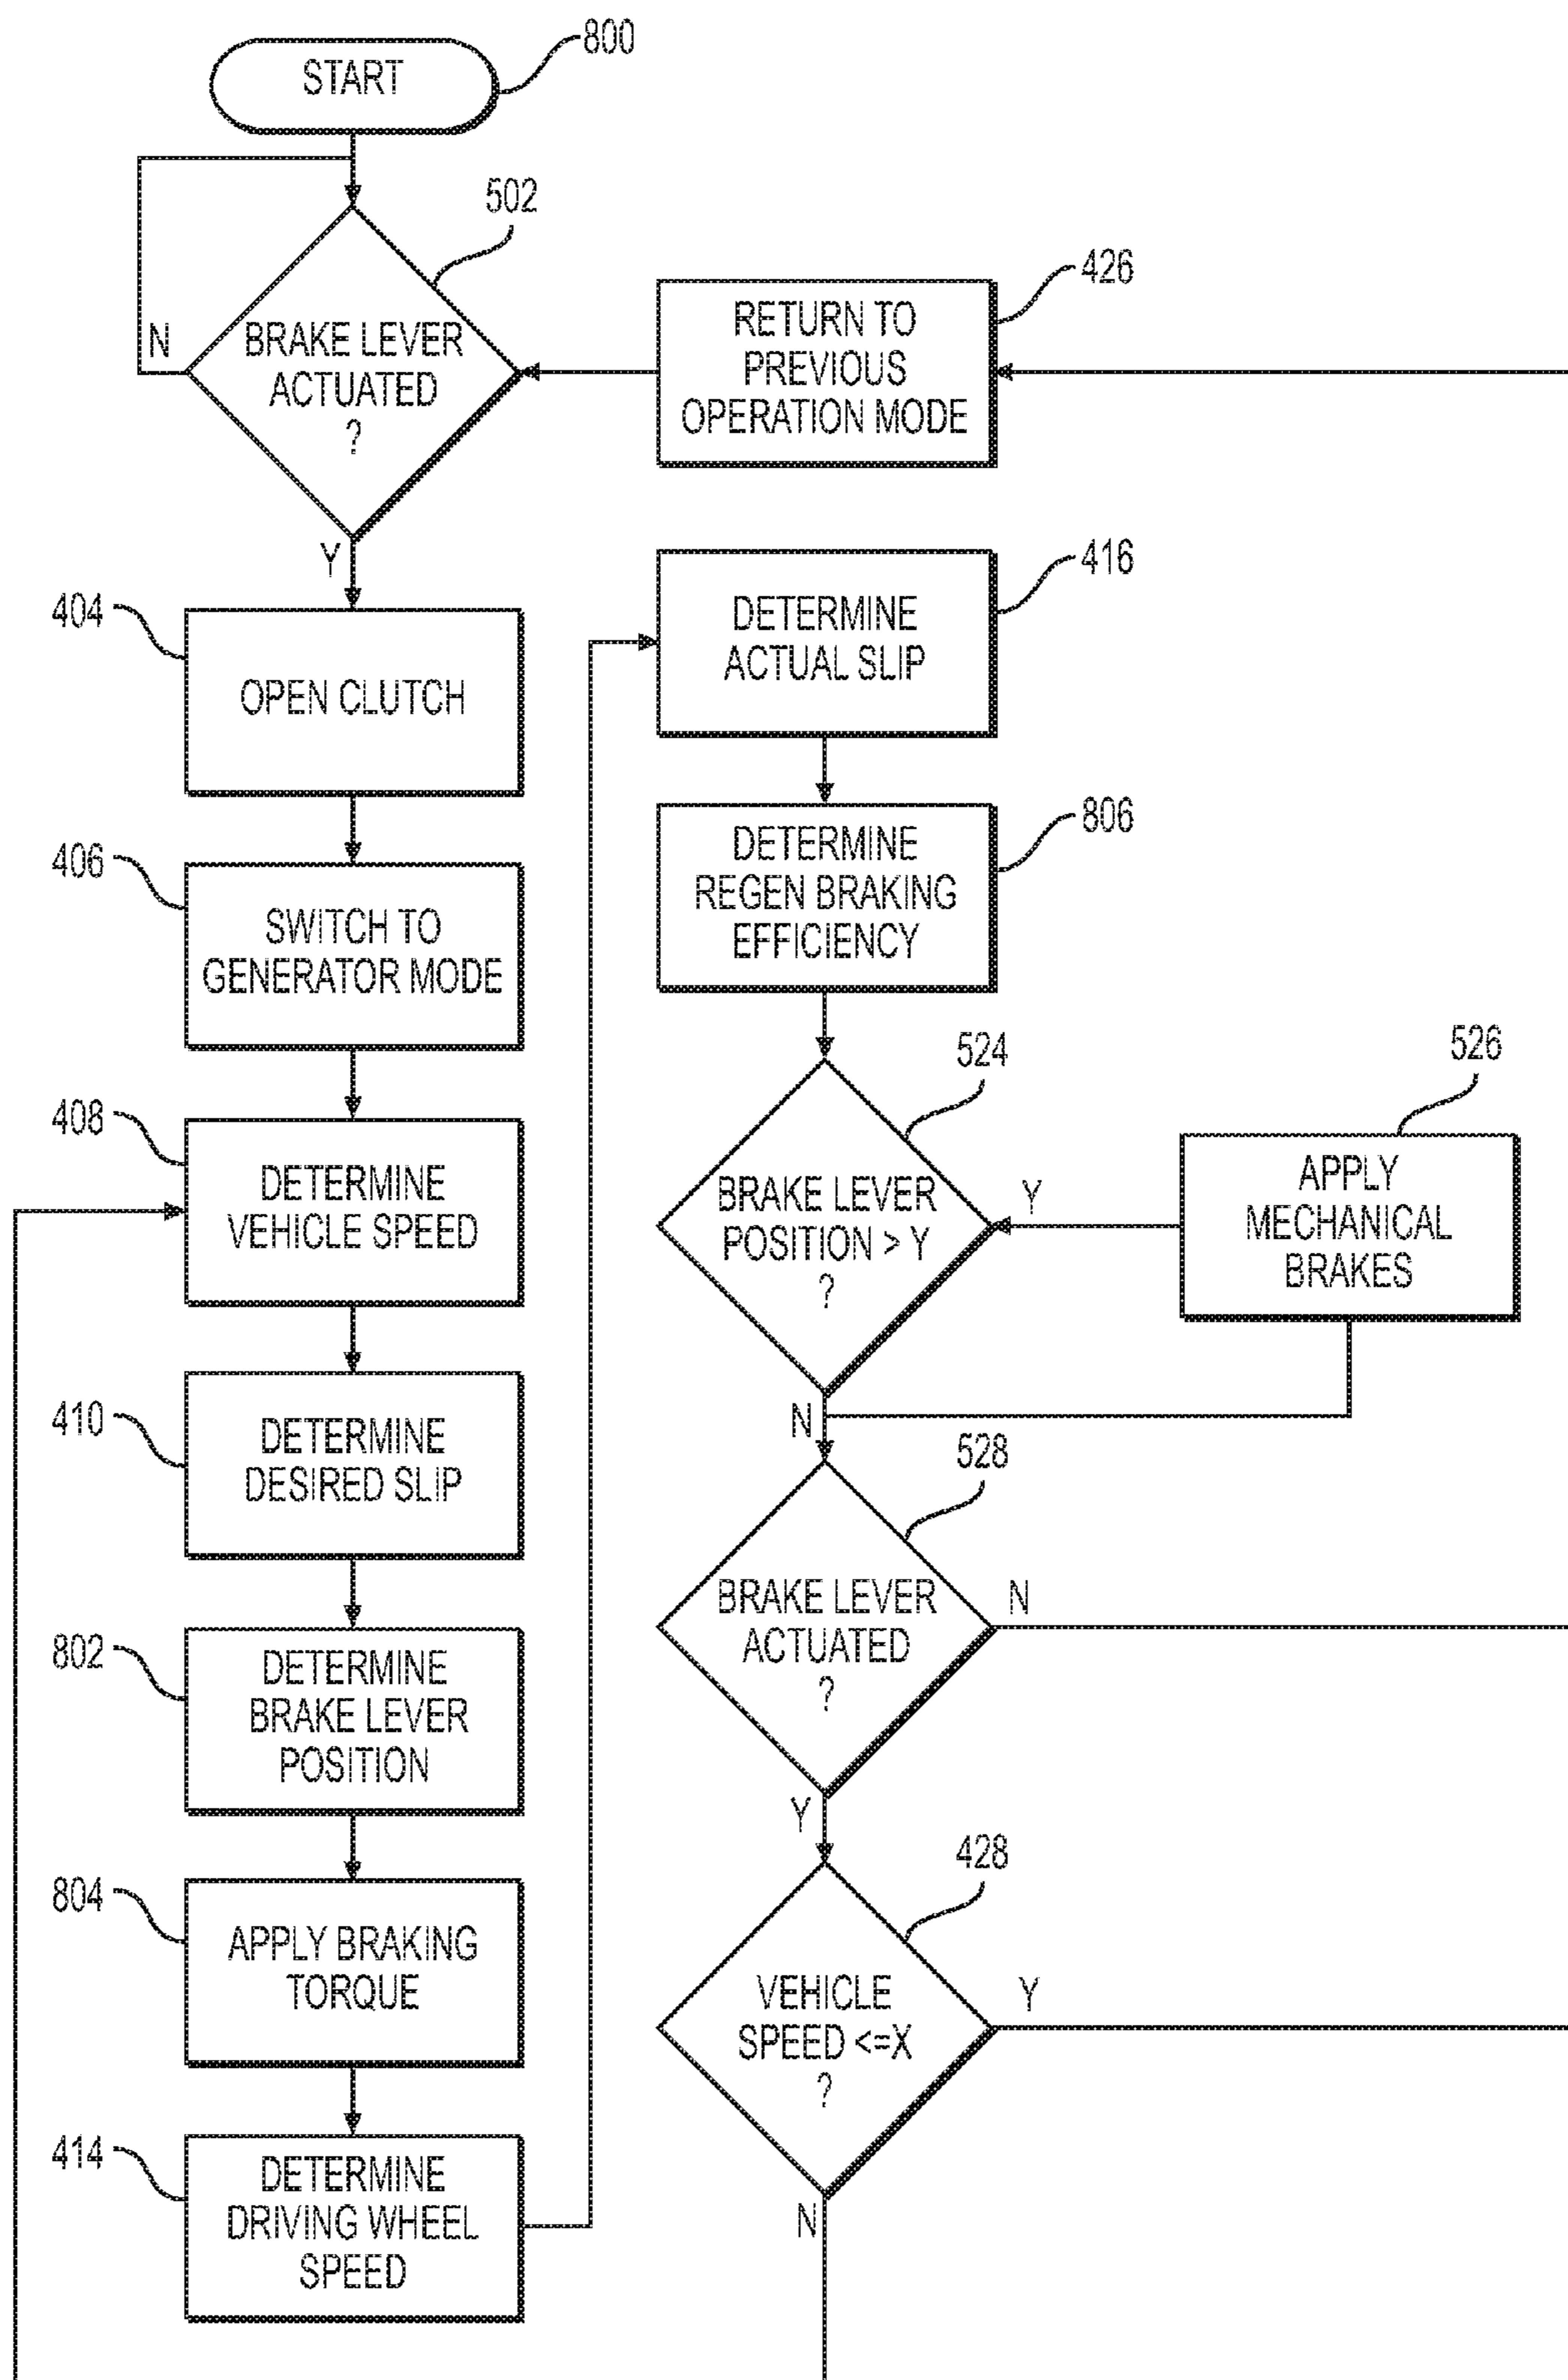 START
800
502
BRAKE LEVER
ACTUATED
?
N
Y
RETURN TO
PREVIOUS
OPERATION MODE
426
404
OPEN CLUTCH
406
SWITCH TO
GENERATOR MODE
408
DETERMINE
VEHICLE SPEED
410
DETERMINE
DESIRED SLIP
802
DETERMINE
BRAKE LEVER
POSITION
804
APPLY BRAKING
TORQUE
414
DETERMINE
DRIVING WHEEL
SPEED
416
DETERMINE
ACTUAL SLIP
806
DETERMINE
REGEN BRAKING
EFFICIENCY
524
BRAKE LEVER
POSITION > Y
?
Y
N
526
APPLY
MECHANICAL
BRAKES
528
BRAKE LEVER
ACTUATED
?
N
Y
428
VEHICLE
SPEED <=X
?
Y
N